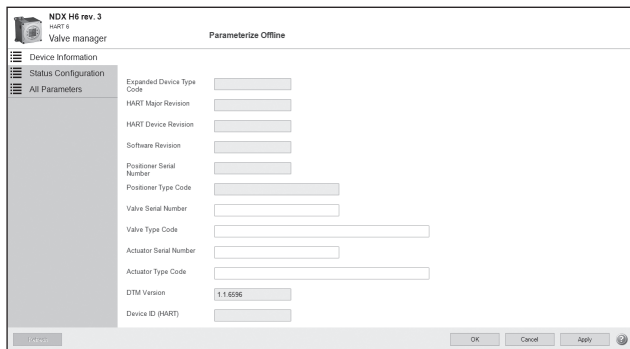 NDX H6 rev. 3
HART 6
Valve manager
Parameterize Offline
Device Information
Status Configuration
All Parameters
Expanded Device Type
Code
HART Major Revision
HART Device Revision
Software Revision
Positioner Serial
Number
Positioner Type Code
Valve Serial Number
Valve Type Code
Actuator Serial Number
Actuator Type Code
DTM Version
1.1.6596
Device ID (HART)
OK
Cancel
Apply
?